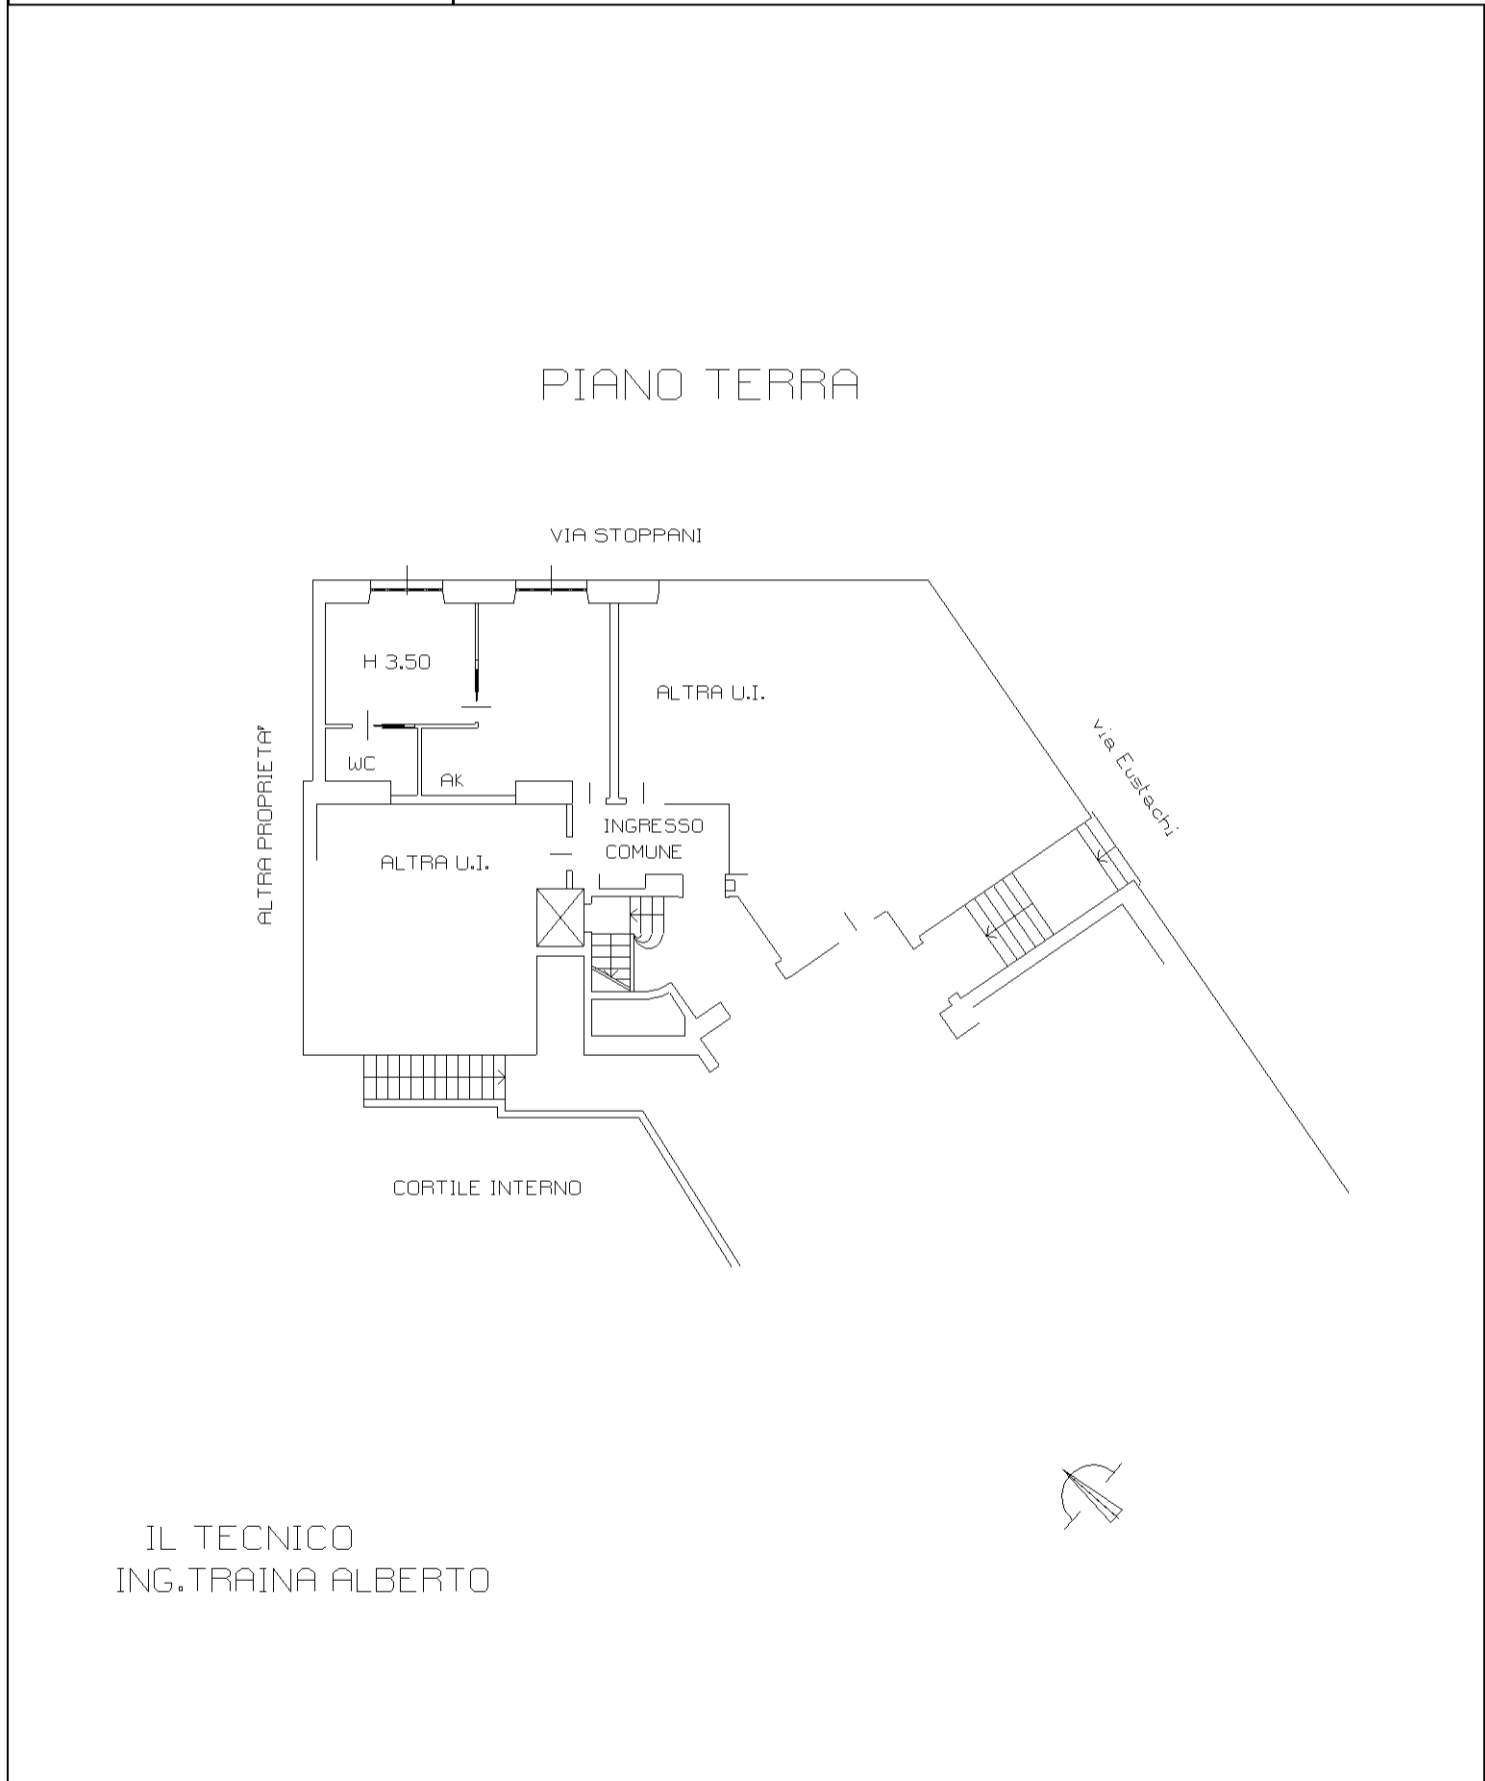 PIANO TERRA
VIA STOPPANI
H 3.50
ALTRA U.I.
via Eustachi
ALTRA PROPRIETA'
WC
AK
INGRESSO
COMUNE
ALTRA U.I.
CORTILE INTERNO
IL TECNICO
ING.TRAINA ALBERTO